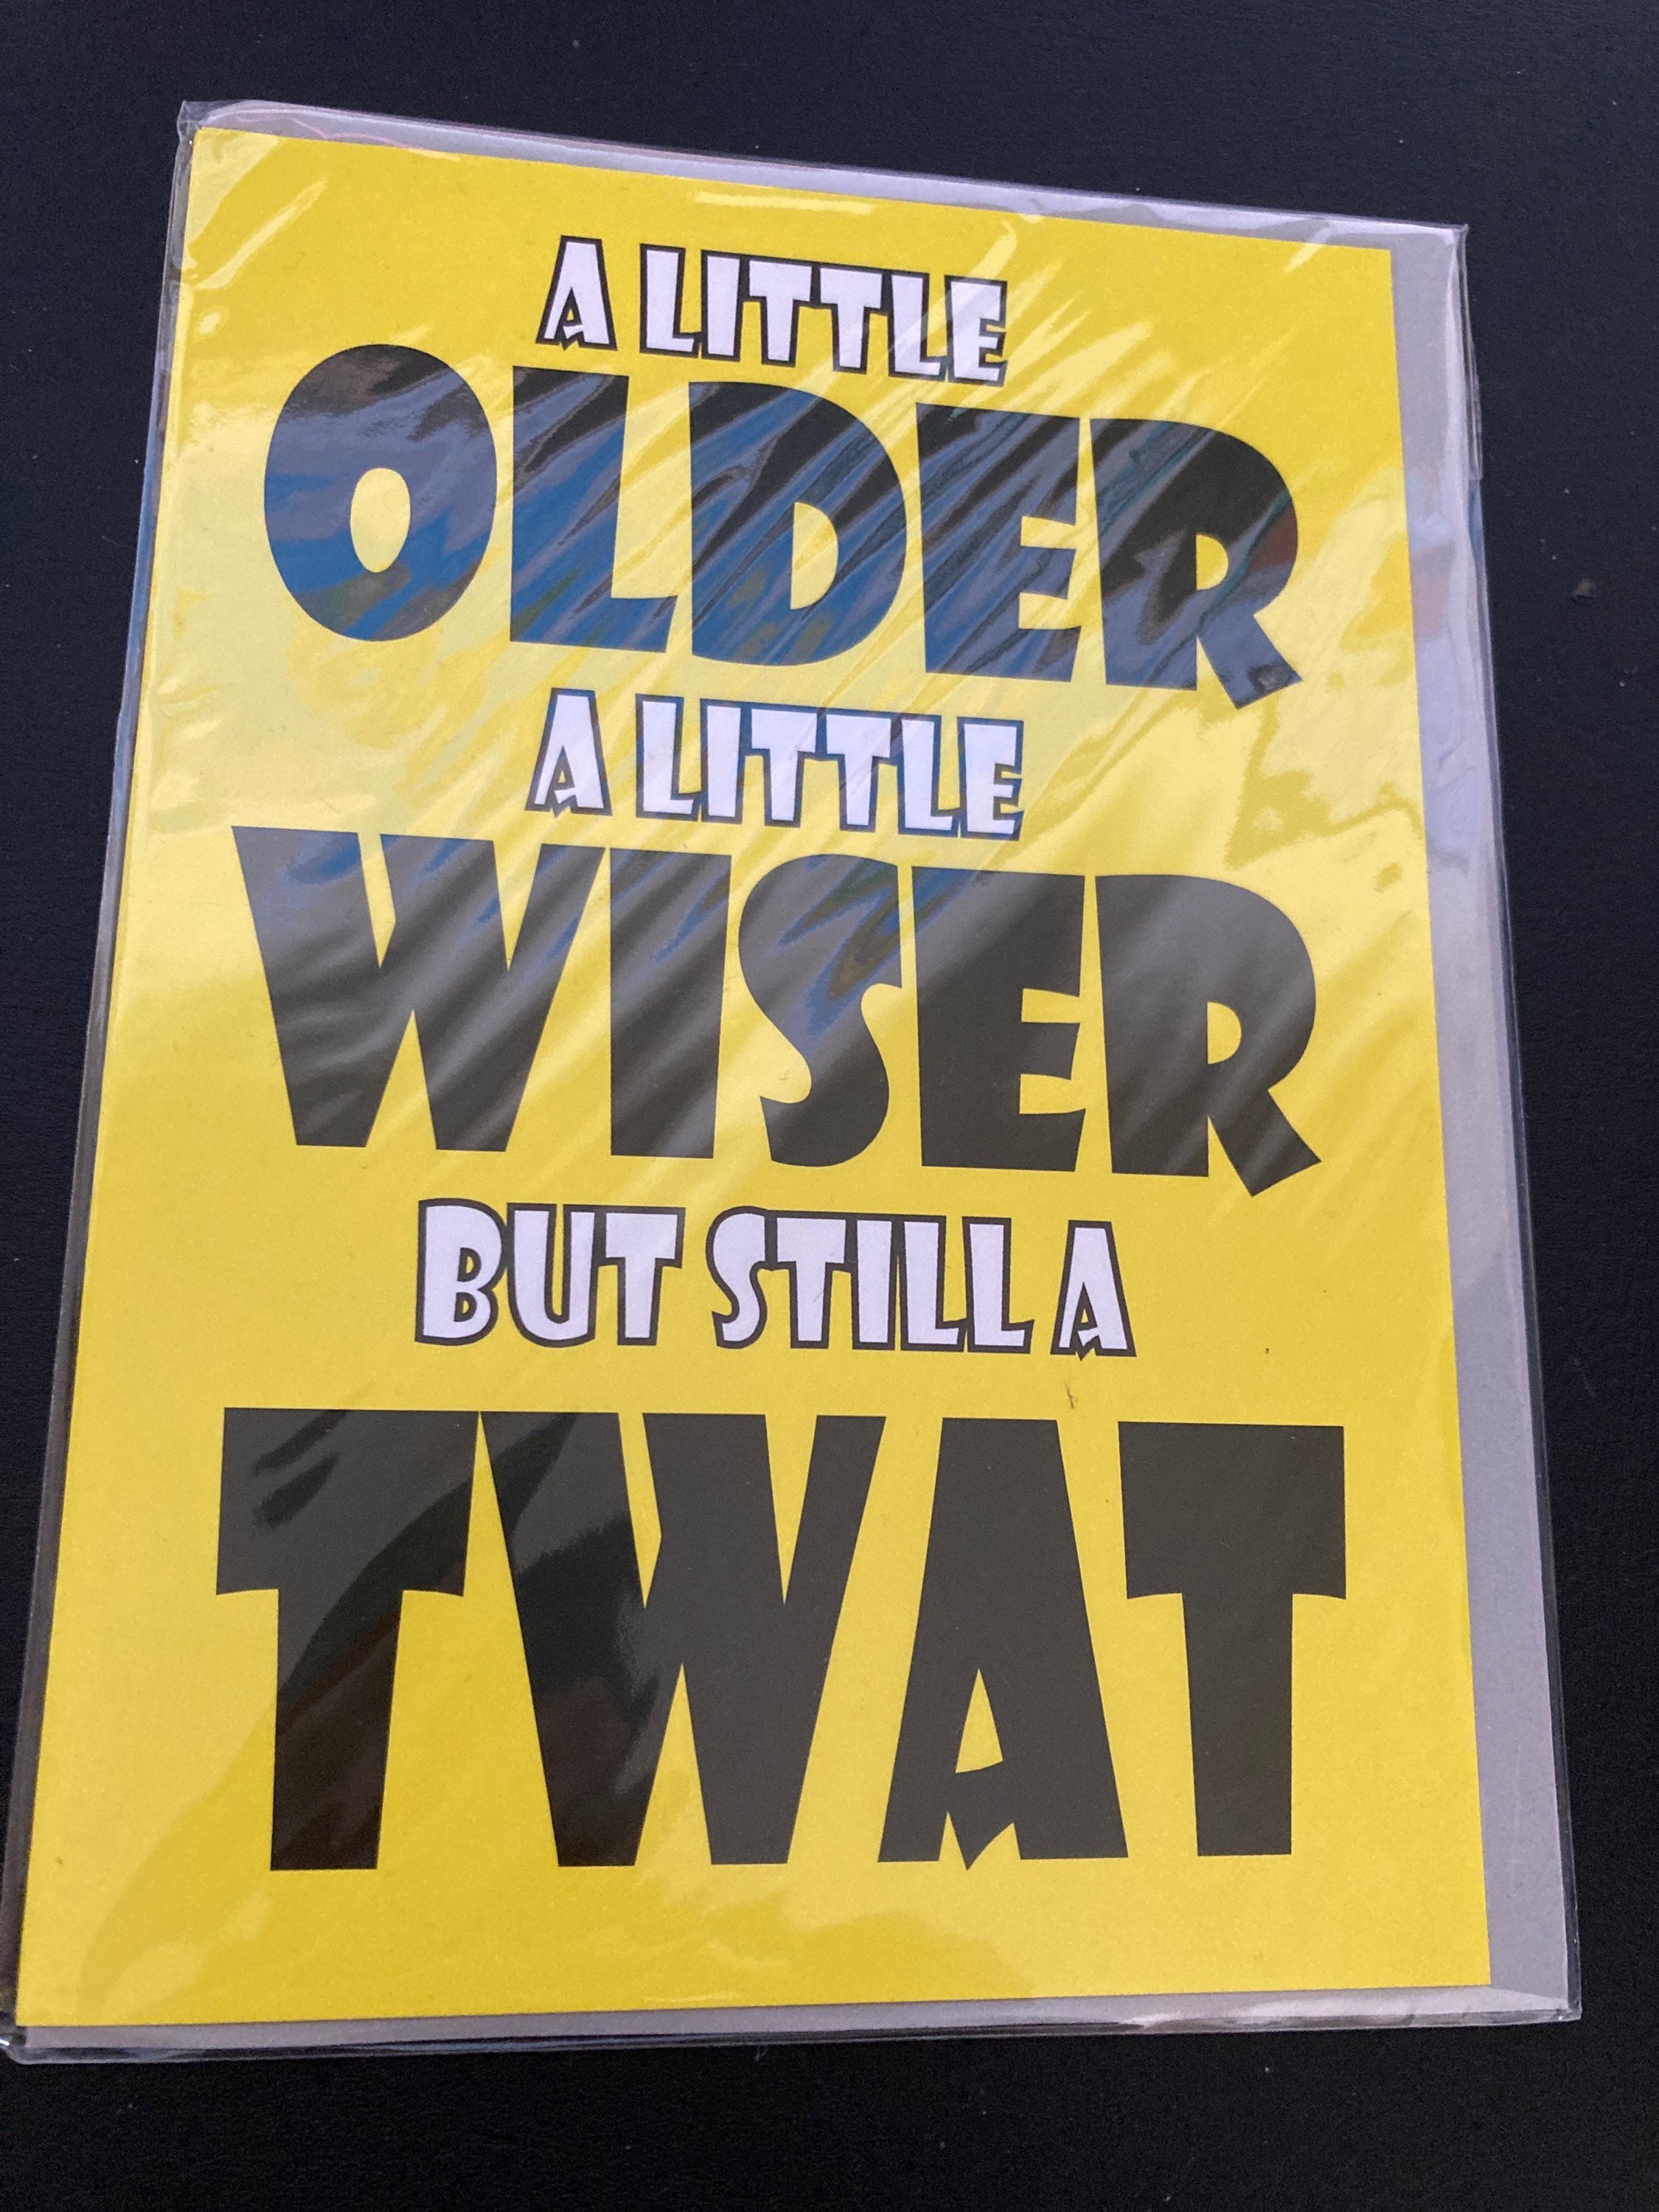 A LITTLE
OLDER
A LITTLE
WISER
BUT STILL A
TWAT